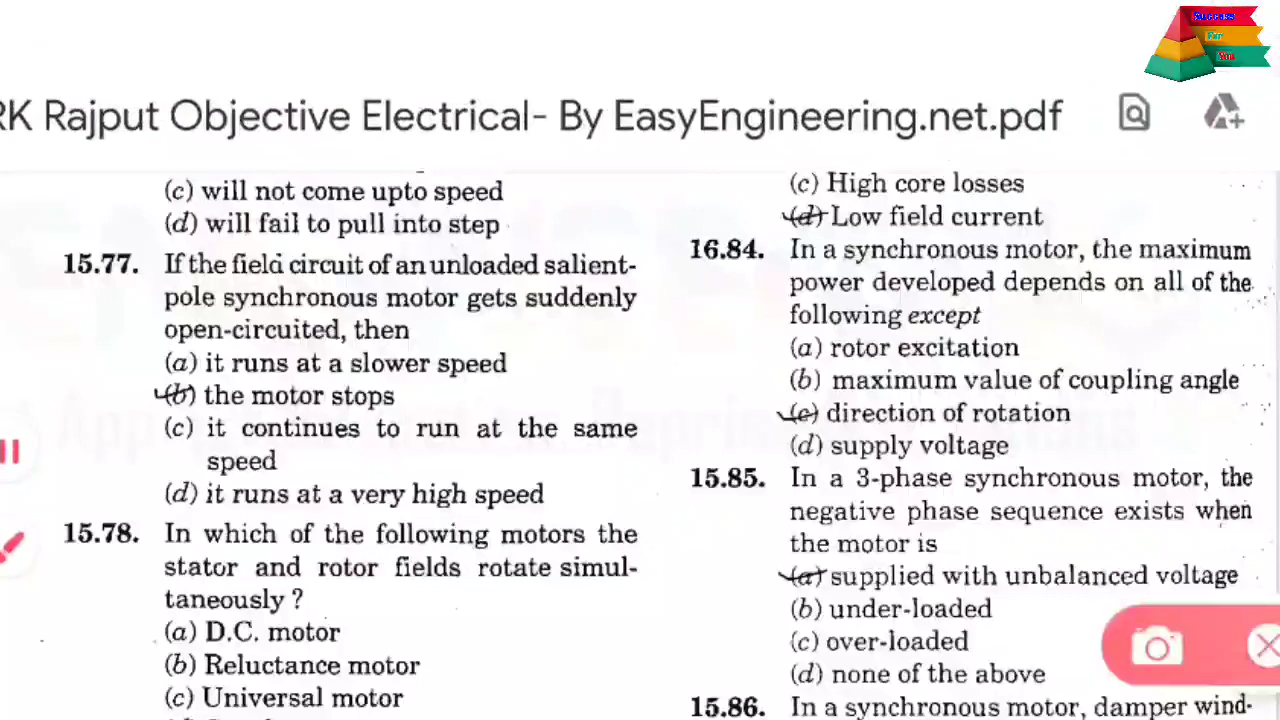 Success
For
You
RK Rajput Objective Electrical- By EasyEngineering.net.pdf
(c) will not come upto speed
(d) will fail to pull into step
15.77. If the field circuit of an unloaded salient-
pole synchronous motor gets suddenly
open-circuited, then
(a) it runs at a slower speed
(b) the motor stops
(c) it continues to run at the same
speed
(d) it runs at a very high speed
15.78. In which of the following motors the
stator and rotor fields rotate simul-
taneously ?
(a) D.C. motor
(b) Reluctance motor
(c) Universal motor
(c) High core losses
(d) Low field current
16.84. In a synchronous motor, the maximum
power developed depends on all of the
following except
(a) rotor excitation
(b) maximum value of coupling angle
(c) direction of rotation
(d) supply voltage
15.85. In a 3-phase synchronous motor, the
negative phase sequence exists when
the motor is
(a) supplied with unbalanced voltage
(b) under-loaded
(c) over-loaded
(d) none of the above
15.86. In a synchronous motor, damper wind-